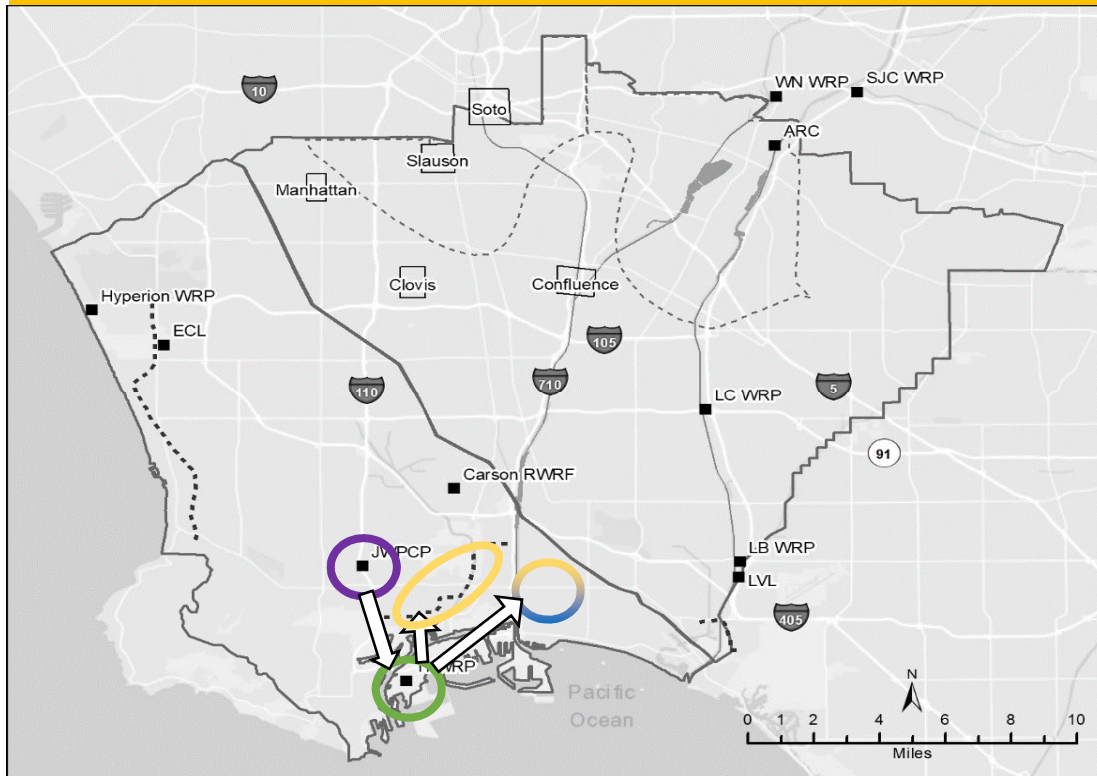 WN WRP
SJC WRP
10
Soto
ARC
Slauson
Manhattan
Clovis
Confluence
Hyperion WRP
ECL
105
110
710
5
LC WRP
91
Carson RWRF
JWPCP
LB WRP
LVL
405
Pacific
Ocean
N
0 1 2 4 6 8 10
Miles